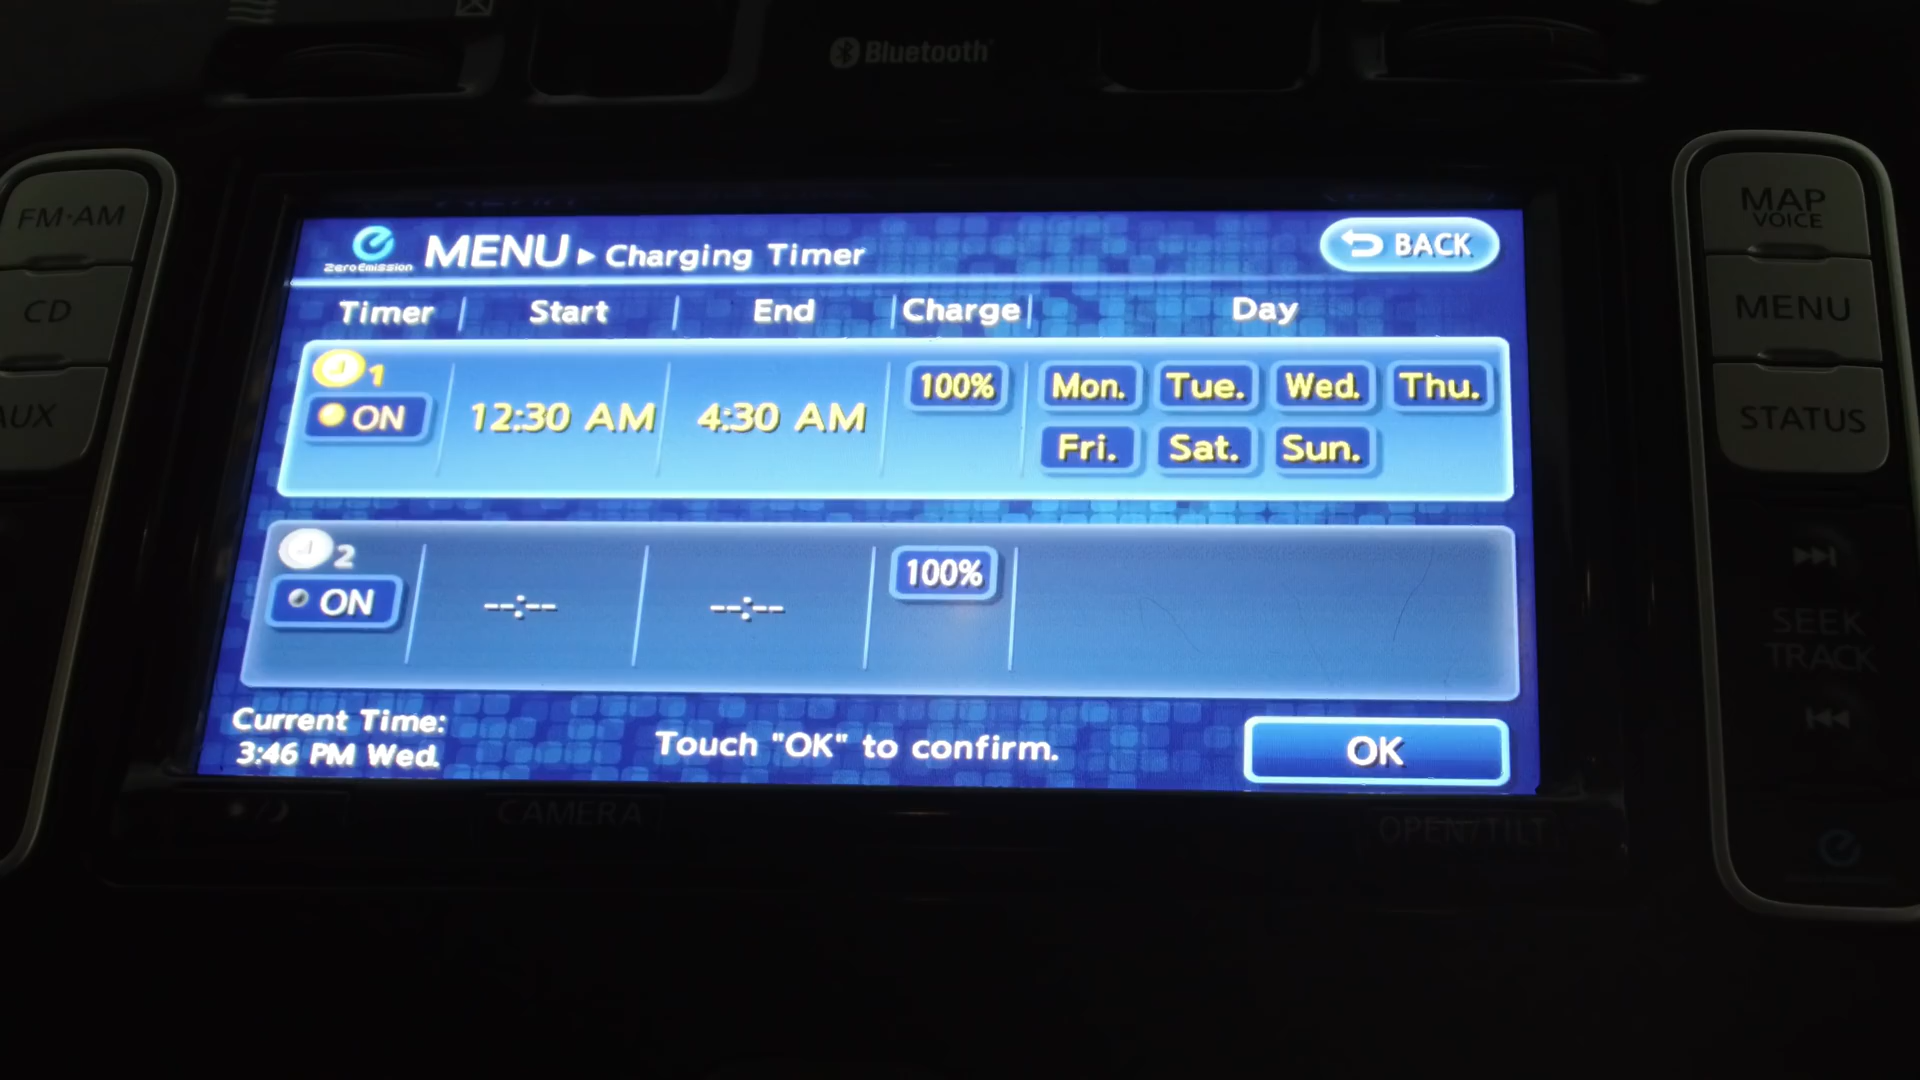 Bluetooth
FM·AM
CD
AUX
MAP
VOICE
MENU
STATUS
SEEK
TRACK
Zero Emission
MENU ▸ Charging Timer
BACK
Timer Start End Charge Day
1
ON
12:30 AM 4:30 AM 100% Mon. Tue. Wed. Thu.
Fri. Sat. Sun.
2
ON
--:-- --:-- 100%
Current Time:
3:46 PM Wed.
Touch "OK" to confirm.
OK
CAMERA
OPEN/TILT